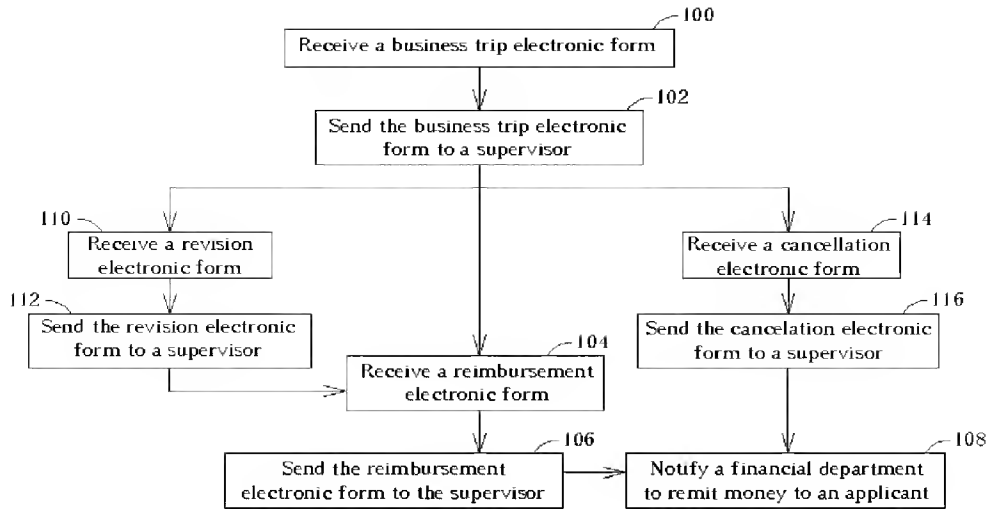 100
Receive a business trip electronic form
102
Send the business trip electronic
form to a supervisor
110
Receive a revision
electronic form
114
Receive a cancellation
electronic form
112
Send the revision electronic
form to a supervisor
116
Send the cancelation electronic
form to a supervisor
104
Receive a reimbursement
electronic form
106
Send the reimbursement
electronic form to the supervisor
108
Notify a financial department
to remit money to an applicant